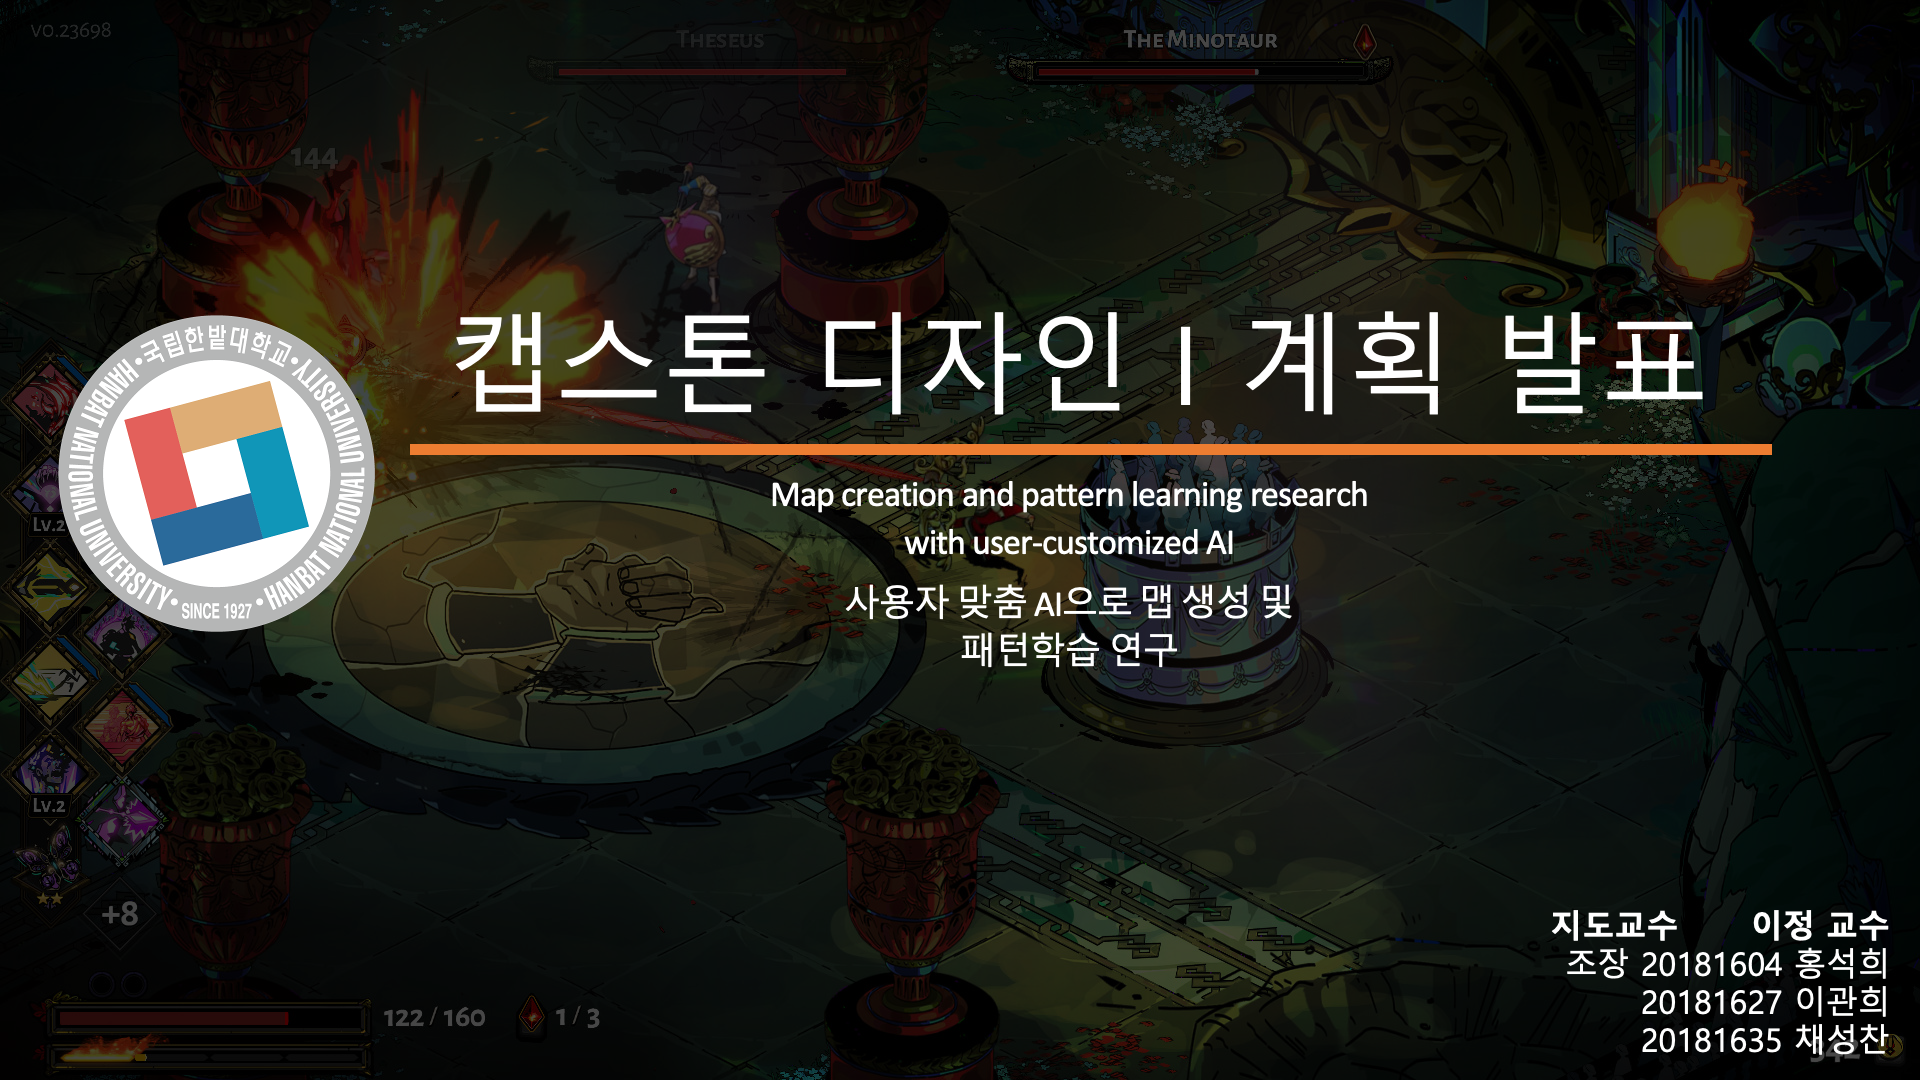 V0.23698
THESEUS
THE MINOTAUR
144
국립한밭대학교
HANBAT NATIONAL UNIVERSITY
HANBAT NATIONAL UNIVERSITY
SINCE 1927
캡스톤 디자인 I 계획 발표
Map creation and pattern learning research
with user-customized AI
사용자 맞춤 AI으로 맵 생성 및
패턴학습 연구
Lv.2
Lv.2
+8
122 / 160
1 / 3
지도교수 이정 교수
조장 20181604 홍석희
20181627 이관희
20181635 채성찬